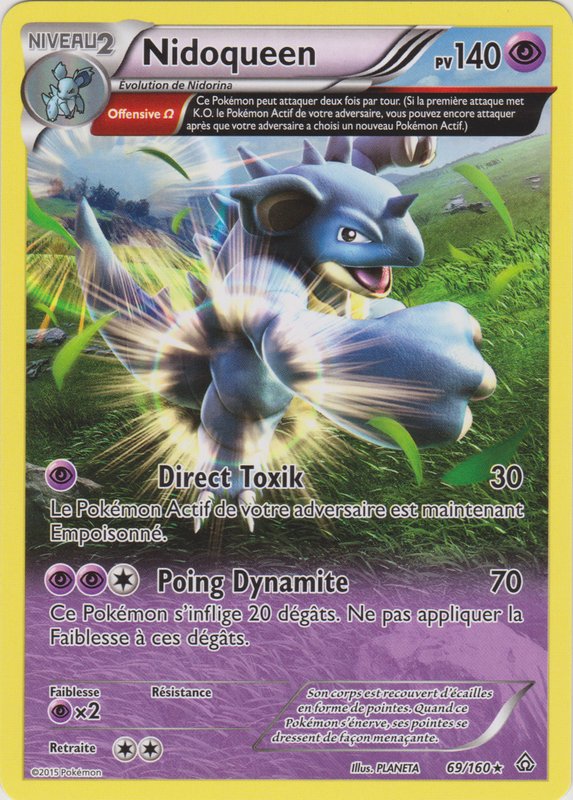 NIVEAU2
Nidoqueen
PV140
Évolution de Nidorina
Offensive Ω
Ce Pokémon peut attaquer deux fois par tour. (Si la première attaque met
K.O. le Pokémon Actif de votre adversaire, vous pouvez encore attaquer
après que votre adversaire a choisi un nouveau Pokémon Actif.)
Direct Toxik 30
Le Pokémon Actif de votre adversaire est maintenant
Empoisonné.
Poing Dynamite 70
Ce Pokémon s'inflige 20 dégâts. Ne pas appliquer la
Faiblesse à ces dégâts.
Faiblesse
×2
Résistance
Retraite
Son corps est recouvert d'écailles
en forme de pointes. Quand ce
Pokémon s'énerve, ses pointes se
dressent de façon menaçante.
©2015 Pokémon
Illus. PLANETA
69/160★